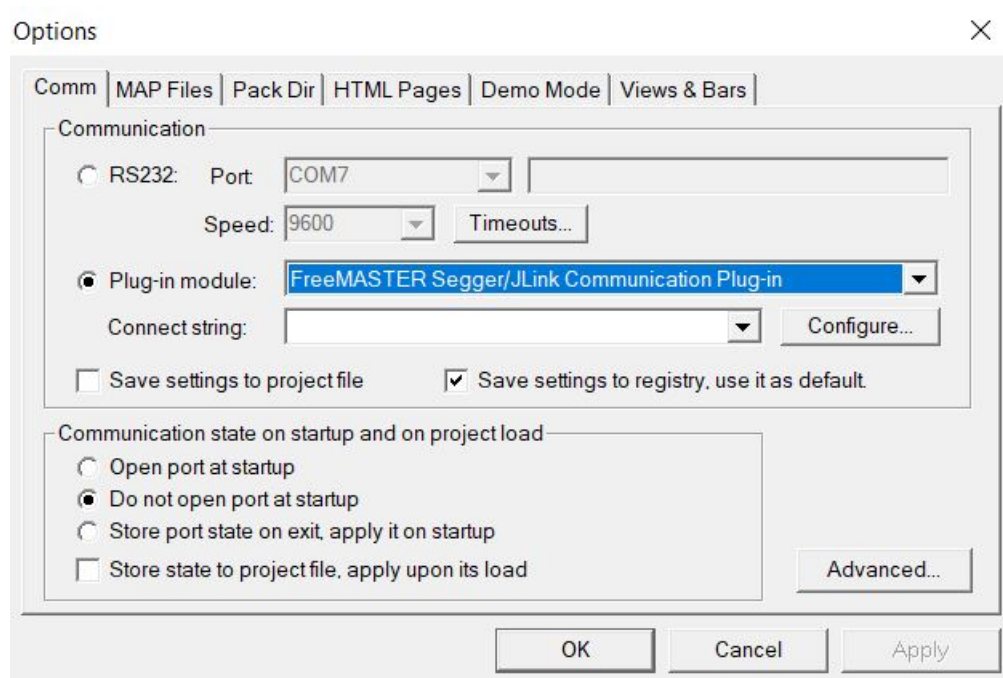 Options
Comm MAP Files Pack Dir HTML Pages Demo Mode Views & Bars
Communication
RS232: Port: COM7
Speed: 9600 Timeouts...
Plug-in module: FreeMASTER Segger/JLink Communication Plug-in
Connect string: Configure...
Save settings to project file Save settings to registry, use it as default.
Communication state on startup and on project load
Open port at startup
Do not open port at startup
Store port state on exit, apply it on startup
Store state to project file, apply upon its load Advanced...
OK Cancel Apply